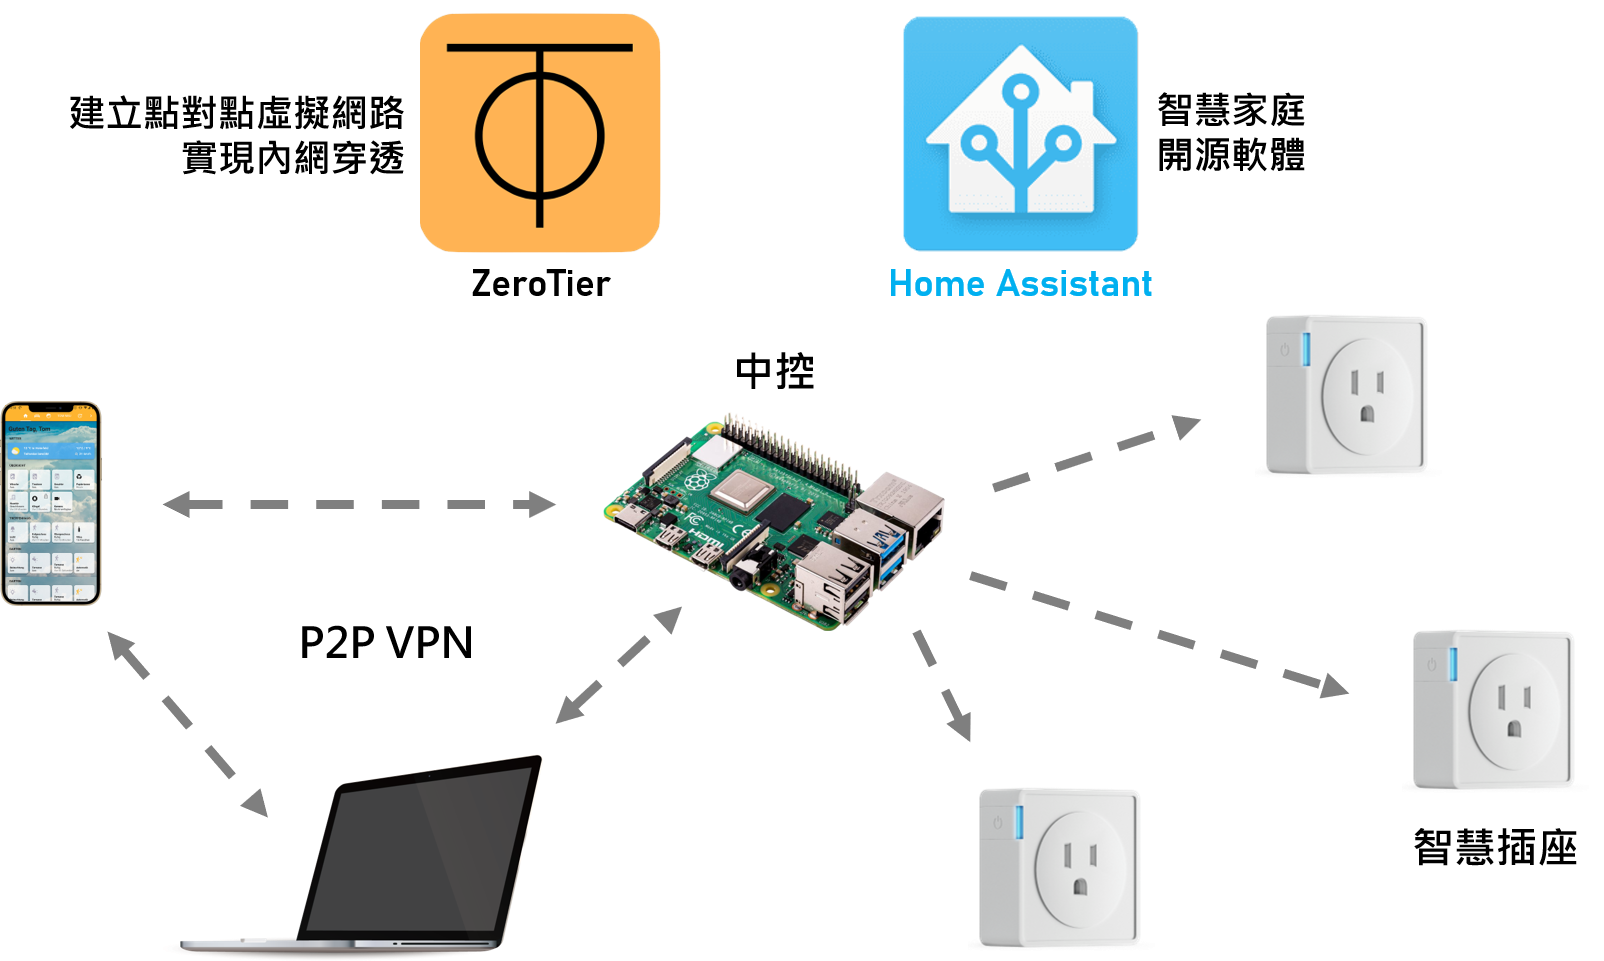 建立點對點虛擬網路
實現內網穿透
ZeroTier
智慧家庭
開源軟體
Home Assistant
中控
HDMI
P2P VPN
智慧插座